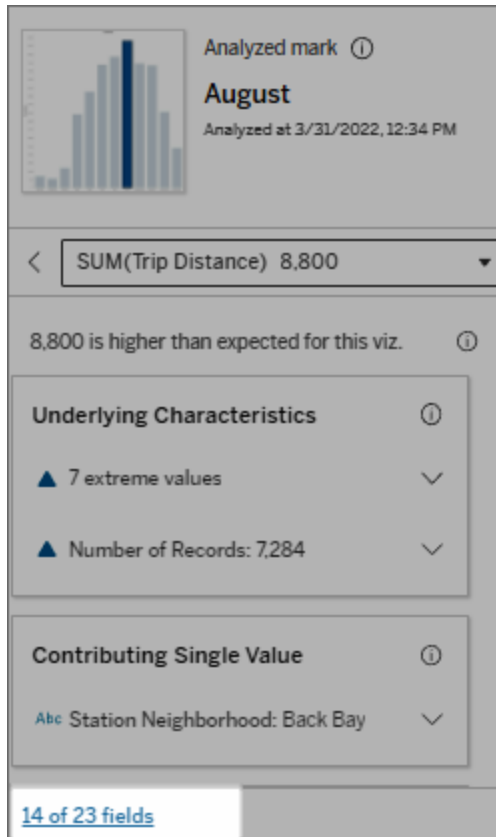 Analyzed mark
August
Analyzed at 3/31/2022, 12:34 PM
SUM(Trip Distance) 8,800
8,800 is higher than expected for this viz.
Underlying Characteristics
7 extreme values
Number of Records: 7,284
Contributing Single Value
Abc Station Neighborhood: Back Bay
14 of 23 fields